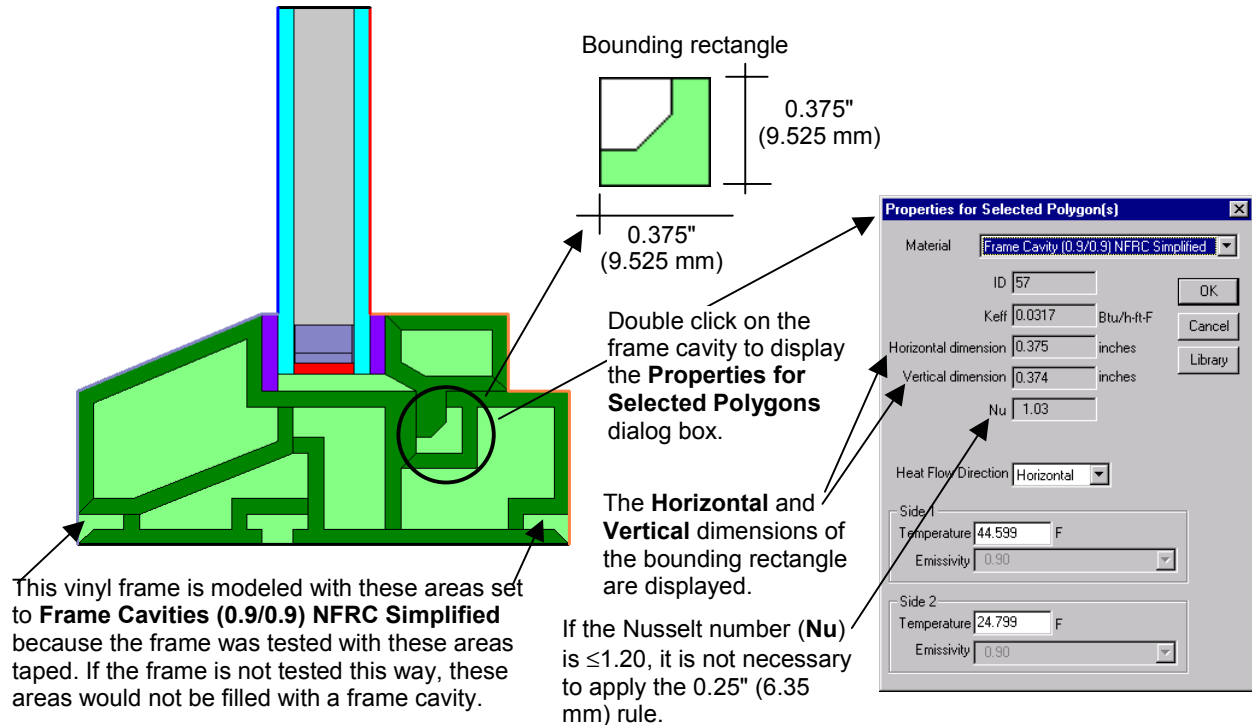 Bounding rectangle
0.375"
(9.525 mm)
0.375"
(9.525 mm)
Double click on the
frame cavity to display
the Properties for
Selected Polygons
dialog box.
The Horizontal and
Vertical dimensions of
the bounding rectangle
are displayed.
If the Nusselt number (Nu)
is ≤1.20, it is not necessary
to apply the 0.25" (6.35
mm) rule.
This vinyl frame is modeled with these areas set
to Frame Cavities (0.9/0.9) NFRC Simplified
because the frame was tested with these areas
taped. If the frame is not tested this way, these
areas would not be filled with a frame cavity.
Properties for Selected Polygon(s)
Material Frame Cavity (0.9/0.9) NFRC Simplified
ID 57
Keff 0.0317 Btu/h-ft-F
Horizontal dimension 0.375 inches
Vertical dimension 0.374 inches
Nu 1.03
OK
Cancel
Library
Heat Flow Direction Horizontal
Side 1
Temperature 44.599 F
Emissivity 0.90
Side 2
Temperature 24.799 F
Emissivity 0.90